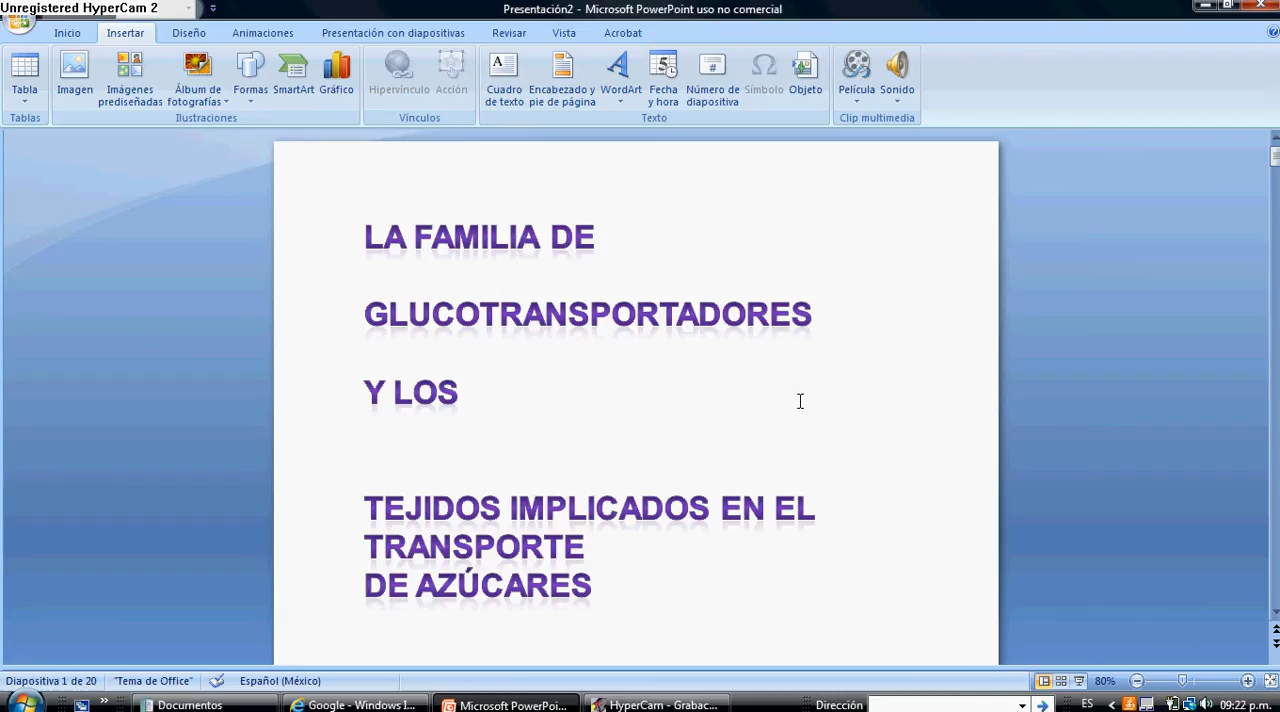 Unregistered HyperCam 2
Presentación2 - Microsoft PowerPoint uso no comercial
Inicio Insertar Diseño Animaciones Presentación con diapositivas Revisar Vista Acrobat
Tabla Imagen Imágenes prediseñadas Álbum de fotografías Formas SmartArt Gráfico Hipervínculo Acción Cuadro de texto Encabezado y pie de página WordArt Fecha y hora Número de diapositiva Símbolo Objeto Película Sonido
Tablas Ilustraciones Vínculos Texto Clip multimedia
LA FAMILIA DE
GLUCOTRANSPORTADORES
Y LOS
TEJIDOS IMPLICADOS EN EL
TRANSPORTE
DE AZÚCARES
Diapositiva 1 de 20 "Tema de Office" Español (México) 80%
Documentos Google - Windows I... Microsoft PowerPoi... HyperCam - Grabac... Dirección ES 09:22 p.m.